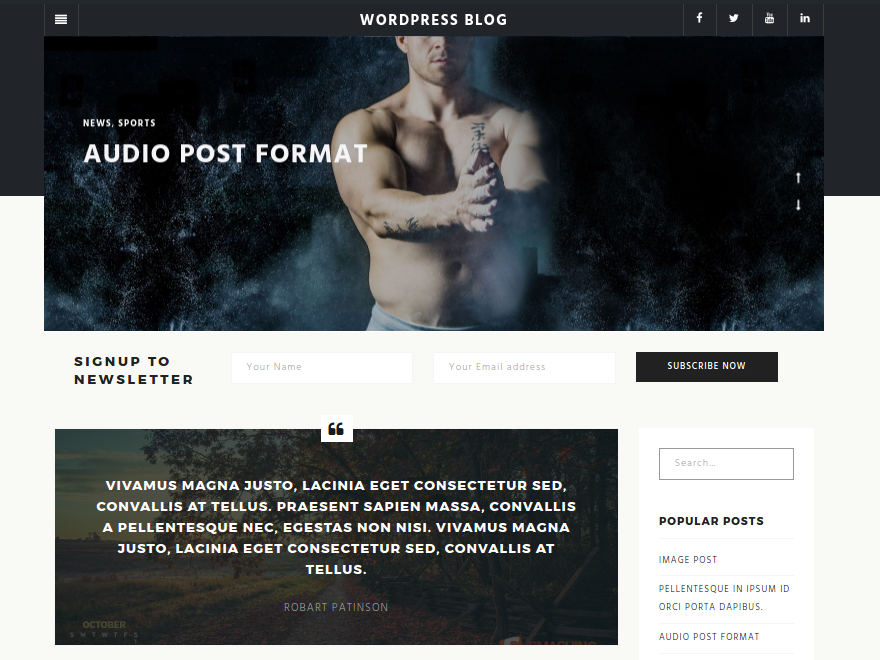 WORDPRESS BLOG
NEWS, SPORTS
AUDIO POST FORMAT
SIGNUP TO
NEWSLETTER
Your Name
Your Email address
SUBSCRIBE NOW
VIVAMUS MAGNA JUSTO, LACINIA EGET CONSECTETUR SED,
CONVALLIS AT TELLUS. PRAESENT SAPIEN MASSA, CONVALLIS
A PELLENTESQUE NEC, EGESTAS NON NISI. VIVAMUS MAGNA
JUSTO, LACINIA EGET CONSECTETUR SED, CONVALLIS AT
TELLUS.
ROBART PATINSON
OCTOBER
S M T W T F S
Search...
POPULAR POSTS
IMAGE POST
PELLENTESQUE IN IPSUM ID
ORCI PORTA DAPIBUS.
AUDIO POST FORMAT